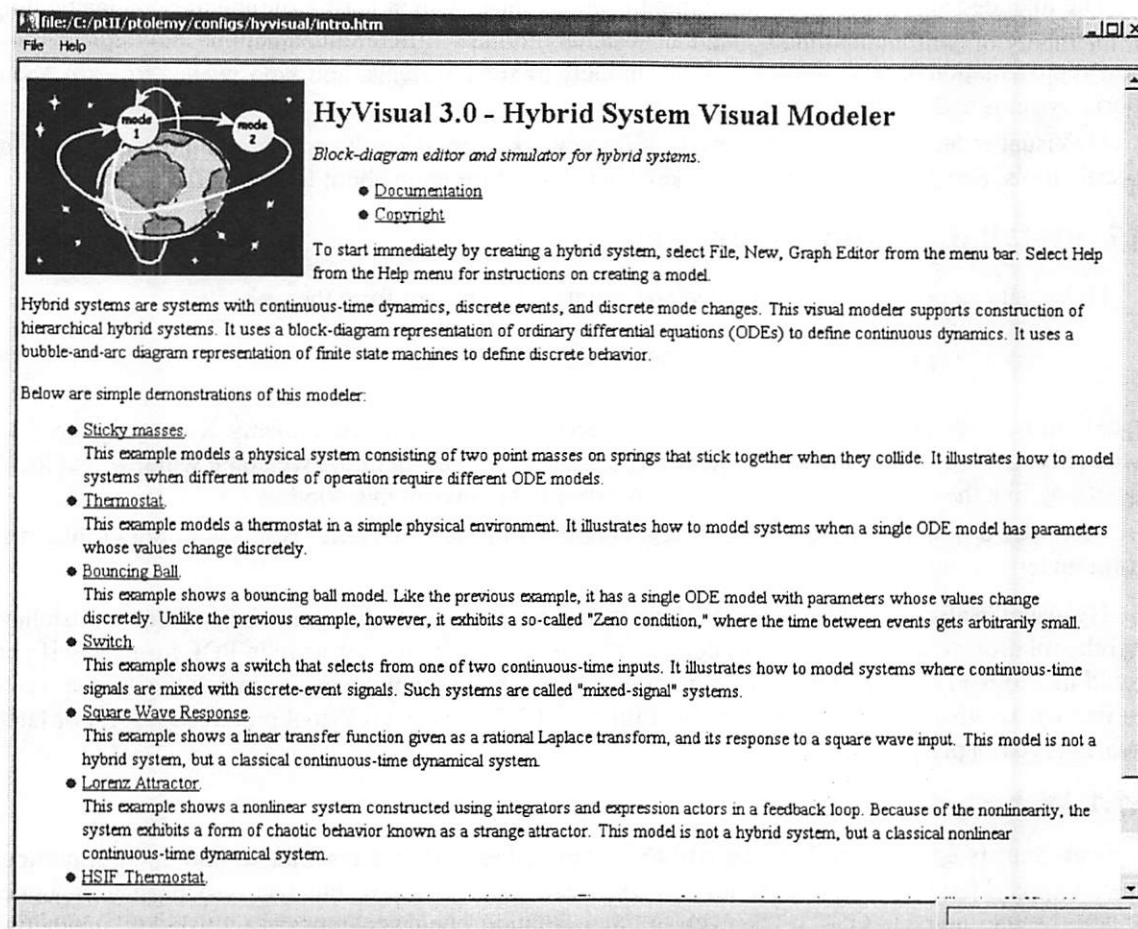 file:/C:/ptII/ptolemy/configs/hyvisual/intro.htm
File Help
mode 1
mode 2
HyVisual 3.0 - Hybrid System Visual Modeler
Block-diagram editor and simulator for hybrid systems.
Documentation
Copyright
To start immediately by creating a hybrid system, select File, New, Graph Editor from the menu bar. Select Help
from the Help menu for instructions on creating a model.
Hybrid systems are systems with continuous-time dynamics, discrete events, and discrete mode changes. This visual modeler supports construction of
hierarchical hybrid systems. It uses a block-diagram representation of ordinary differential equations (ODEs) to define continuous dynamics. It uses a
bubble-and-arc diagram representation of finite state machines to define discrete behavior.
Below are simple demonstrations of this modeler:
Sticky masses.
This example models a physical system consisting of two point masses on springs that stick together when they collide. It illustrates how to model
systems when different modes of operation require different ODE models.
Thermostat.
This example models a thermostat in a simple physical environment. It illustrates how to model systems when a single ODE model has parameters
whose values change discretely.
Bouncing Ball.
This example shows a bouncing ball model. Like the previous example, it has a single ODE model with parameters whose values change
discretely. Unlike the previous example, however, it exhibits a so-called "Zeno condition," where the time between events gets arbitrarily small.
Switch.
This example shows a switch that selects from one of two continuous-time inputs. It illustrates how to model systems where continuous-time
signals are mixed with discrete-event signals. Such systems are called "mixed-signal" systems.
Square Wave Response.
This example shows a linear transfer function given as a rational Laplace transform, and its response to a square wave input. This model is not a
hybrid system, but a classical continuous-time dynamical system.
Lorenz Attractor.
This example shows a nonlinear system constructed using integrators and expression actors in a feedback loop. Because of the nonlinearity, the
system exhibits a form of chaotic behavior known as a strange attractor. This model is not a hybrid system, but a classical nonlinear
continuous-time dynamical system.
HSIF Thermostat.